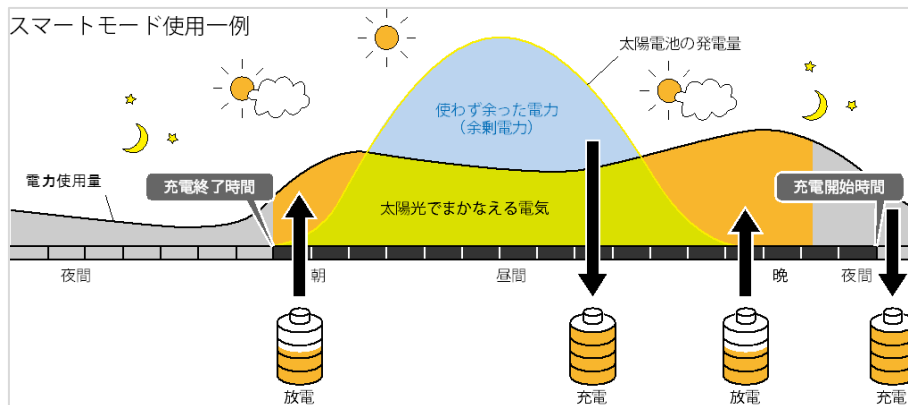 スマートモード使用一例
太陽電池の発電量
使わず余った電力
（余剰電力）
電力使用量
充電終了時間
充電開始時間
太陽光でまかなえる電気
夜間
朝
昼間
晩
夜間
放電
充電
放電
充電